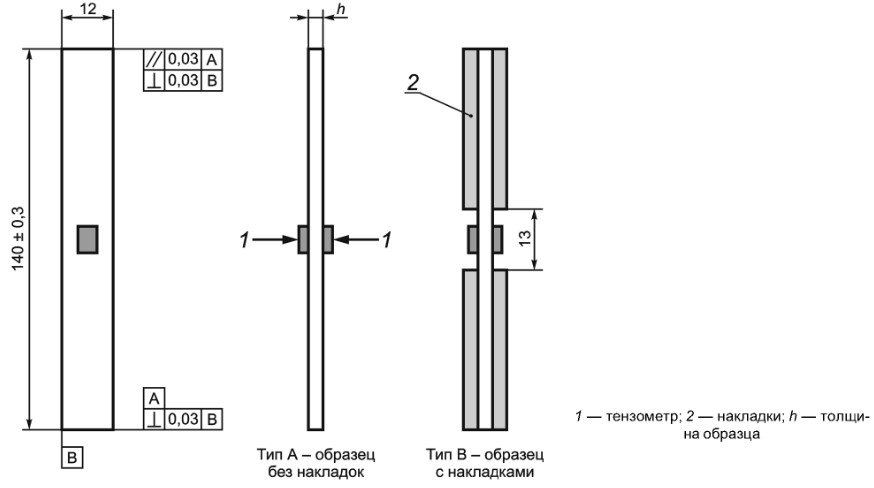 12
h
// 0,03 A
⊥ 0,03 B
2
140 ± 0,3
1
1
13
A
⊥ 0,03 B
B
Тип А – образец
без накладок
Тип В – образец
с накладками
1 — тензометр; 2 — накладки; h — толщи-
на образца